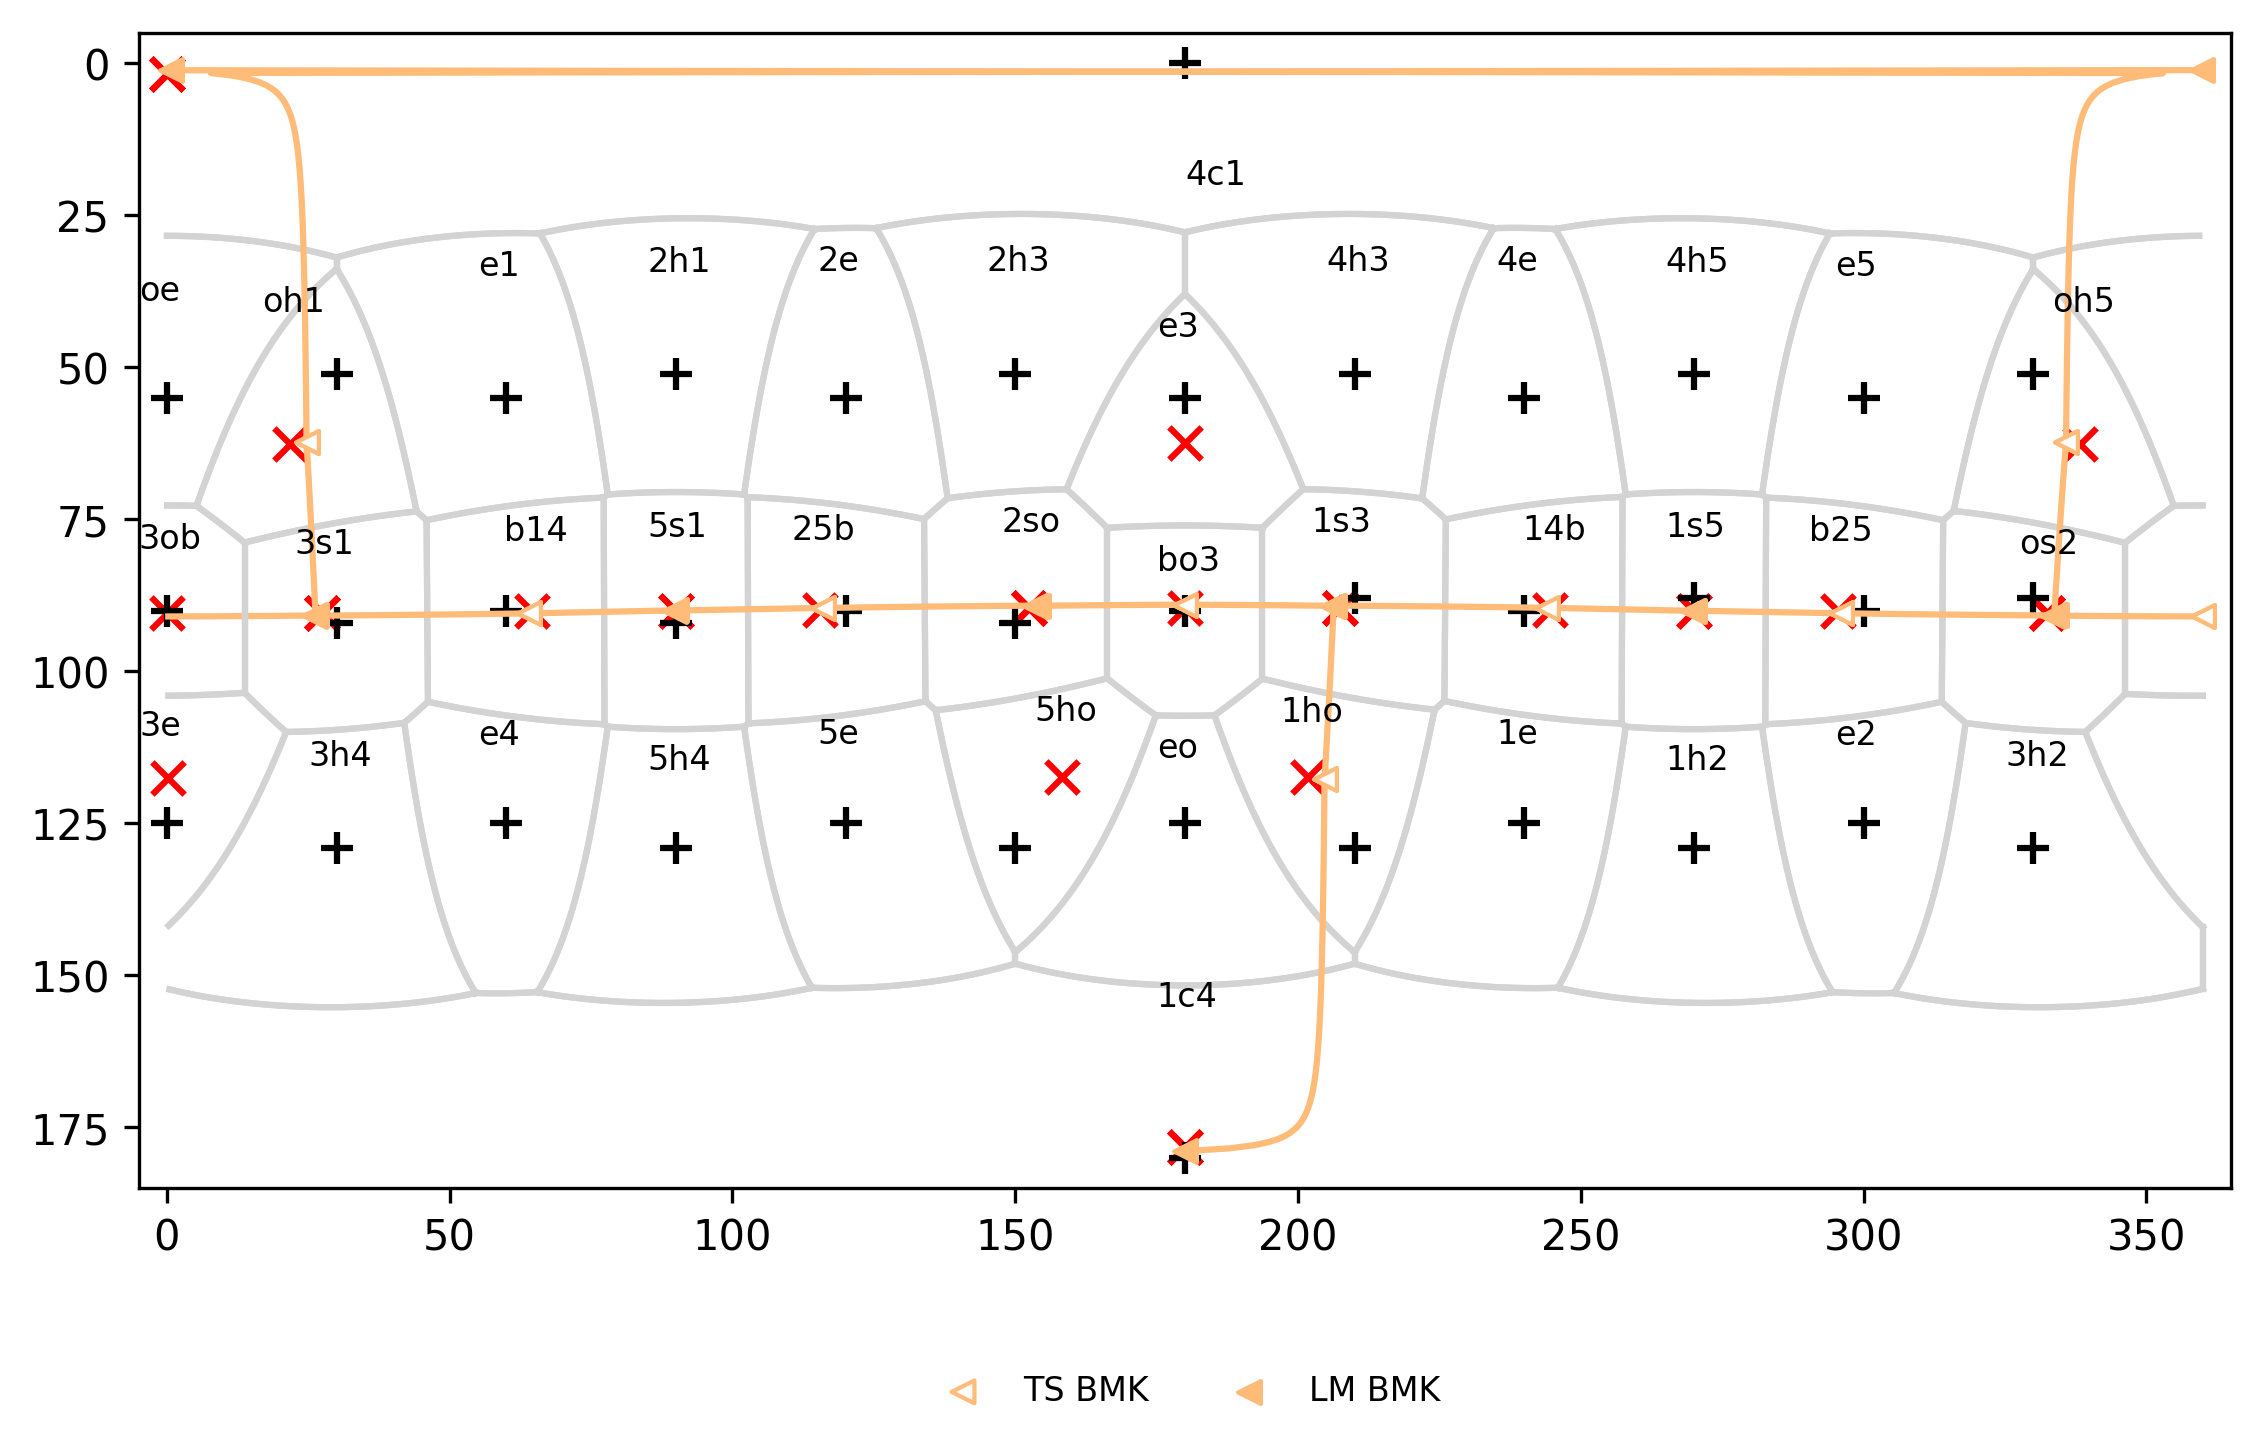 0
4c1
25
e1 2h1 2e 2h3 4h3 4e 4h5 e5
oe oh1 oh5
e3
50
75
3ob 3s1 b14 5s1 25b 2so 1s3 14b 1s5 b25 os2
bo3
100
3e 5ho 1ho
3h4 e4 5h4 5e eo 1e 1h2 e2 3h2
125
150
1c4
175
0 50 100 150 200 250 300 350
TS BMK LM BMK